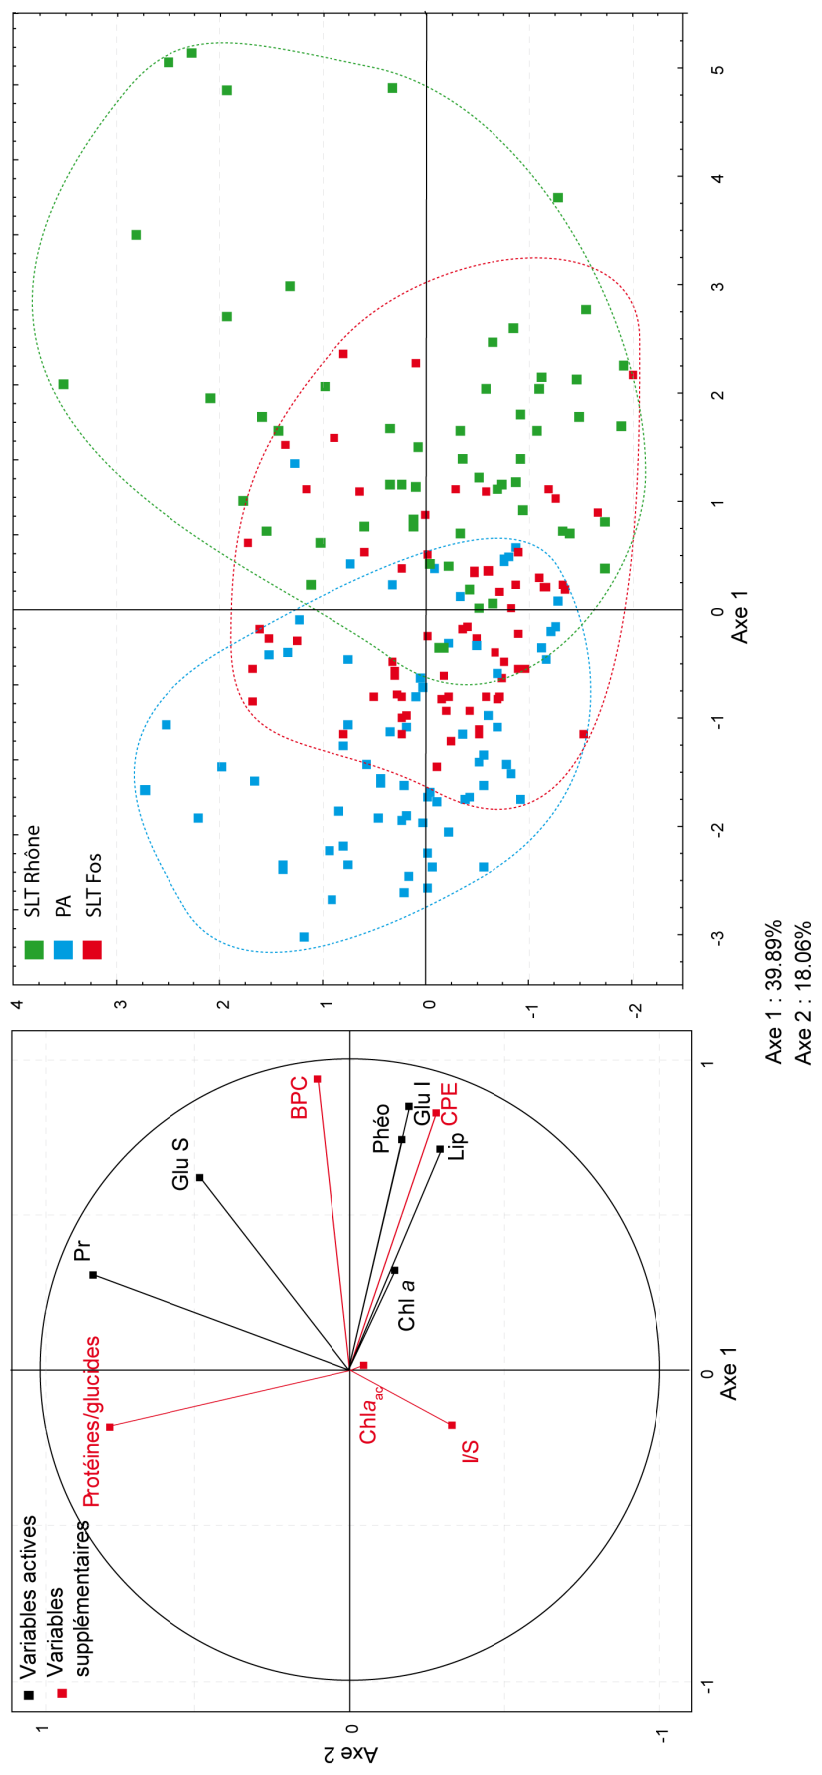 Variables actives
Variables
supplémentaires
Protéines/glucides
Pr
Glu S
BPC
Phéo
Glu I
CPE
Lip
Chl a
Chlaac
I/S
1
0
-1
Axe 2
-1
0
1
Axe 1
SLT Rhône
PA
SLT Fos
4
3
2
1
0
-1
-2
-3
-2
-1
0
1
2
3
4
5
Axe 1
Axe 1 : 39.89%
Axe 2 : 18.06%